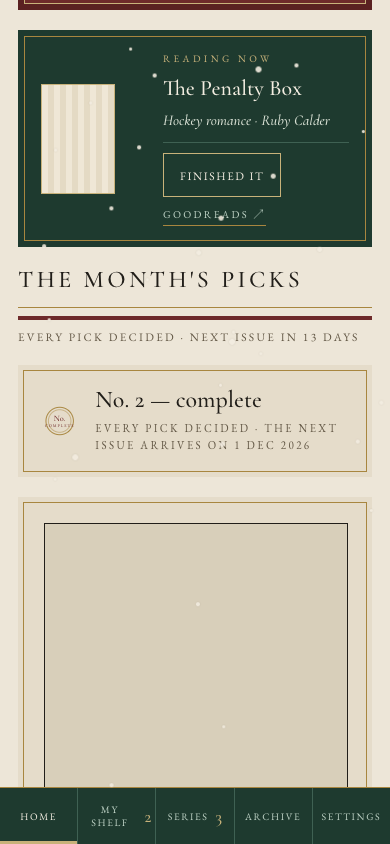 READING NOW
The Penalty Box
Hockey romance · Ruby Calder
FINISHED IT
GOODREADS ↗
THE MONTH'S PICKS
EVERY PICK DECIDED · NEXT ISSUE IN 13 DAYS
No.
COMPLETE
No. 2 — complete
EVERY PICK DECIDED · THE NEXT
ISSUE ARRIVES ON 1 DEC 2026
HOME
MY SHELF 2
SERIES 3
ARCHIVE
SETTINGS